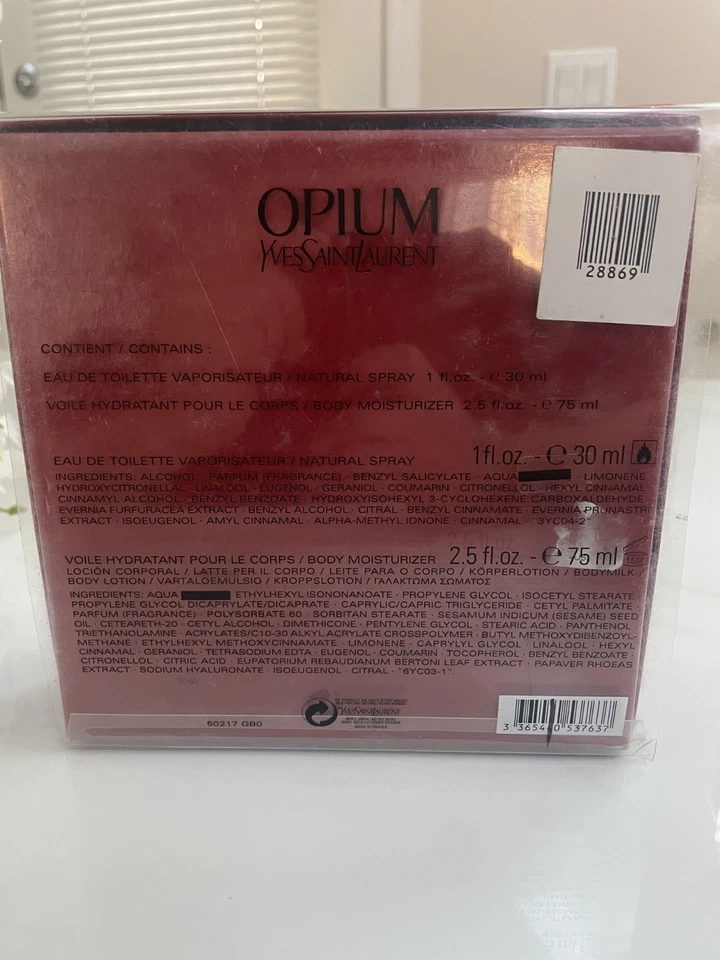 OPIUM
YVESSAINTLAURENT
28869
CONTIENT / CONTAINS :
EAU DE TOILETTE VAPORISATEUR / NATURAL SPRAY 1 fl.oz. - e 30 ml
VOILE HYDRATANT POUR LE CORPS / BODY MOISTURIZER 2.5 fl.oz. - e 75 ml
EAU DE TOILETTE VAPORISATEUR / NATURAL SPRAY 1 fl.oz. - e 30 ml
INGREDIENTS: ALCOHOL · PARFUM (FRAGRANCE) · BENZYL SALICYLATE · AQUA · LIMONENE
HYDROXYCITRONELLAL · LINALOOL · EUGENOL · GERANIOL · COUMARIN · CITRONELLOL · HEXYL CINNAMAL
CINNAMYL ALCOHOL · BENZYL BENZOATE · HYDROXYISOHEXYL 3-CYCLOHEXENE CARBOXALDEHYDE
EVERNIA FURFURACEA EXTRACT · BENZYL ALCOHOL · CITRAL · BENZYL CINNAMATE · EVERNIA PRUNASTRI
EXTRACT · ISOEUGENOL · AMYL CINNAMAL · ALPHA-METHYL IONONE · CINNAMAL "3YC04-2"
VOILE HYDRATANT POUR LE CORPS / BODY MOISTURIZER 2.5 fl.oz. - e 75 ml
LOCIÓN CORPORAL / LATTE PER IL CORPO / LEITE PARA O CORPO / KÖRPERLOTION / BODYMILK /
BODY LOTION / VARTALOEMULSIO / KROPPSLOTION / ΓΑΛΑΚΤΩΜΑ ΣΩΜΑΤΟΣ
INGREDIENTS: AQUA ETHYLHEXYL ISONONANOATE · PROPYLENE GLYCOL · ISOCETYL STEARATE
PROPYLENE GLYCOL DICAPRYLATE/DICAPRATE · CAPRYLIC/CAPRIC TRIGLYCERIDE · CETYL PALMITATE
PARFUM (FRAGRANCE) · POLYSORBATE 60 · SORBITAN STEARATE · SESAMUM INDICUM (SESAME) SEED
OIL · CETEARETH-20 · CETYL ALCOHOL · DIMETHICONE · PENTYLENE GLYCOL · STEARIC ACID · PANTHENOL
TRIETHANOLAMINE · ACRYLATES/C10-30 ALKYL ACRYLATE CROSSPOLYMER · BUTYL METHOXYDIBENZOYL-
METHANE · ETHYLHEXYL METHOXYCINNAMATE · LIMONENE · CAPRYLYL GLYCOL · LINALOOL · HEXYL
CINNAMAL · GERANIOL · TETRASODIUM EDTA · EUGENOL · COUMARIN · TOCOPHEROL · BENZYL BENZOATE ·
CITRONELLOL · CITRIC ACID · EUPATORIUM REBAUDIANUM BERTONI LEAF EXTRACT · PAPAVER RHOEAS
EXTRACT · SODIUM HYALURONATE · ISOEUGENOL · CITRAL · "6YC03-1".
60217 GB0
YVESSAINTLAURENT
MADE IN FRANCE
3 365440 537637